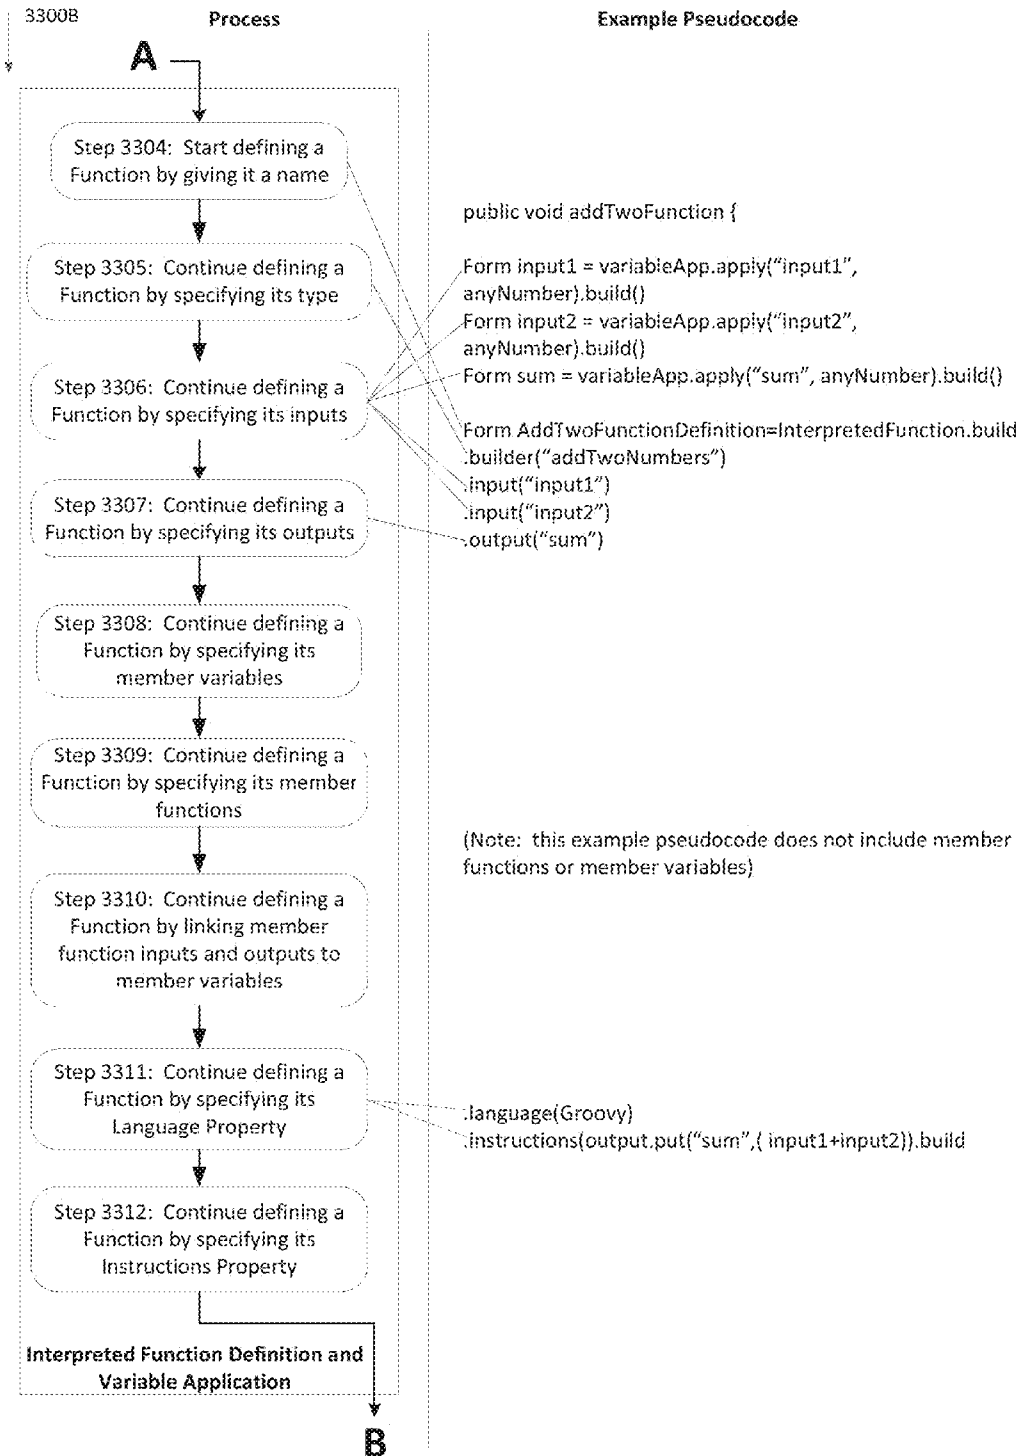 3300B
Process
Example Pseudocode
A
Step 3304: Start defining a
Function by giving it a name
Step 3305: Continue defining a
Function by specifying its type
Step 3306: Continue defining a
Function by specifying its inputs
Step 3307: Continue defining a
Function by specifying its outputs
Step 3308: Continue defining a
Function by specifying its
member variables
Step 3309: Continue defining a
Function by specifying its member
functions
Step 3310: Continue defining a
Function by linking member
function inputs and outputs to
member variables
Step 3311: Continue defining a
Function by specifying its
Language Property
Step 3312: Continue defining a
Function by specifying its
Instructions Property
Interpreted Function Definition and
Variable Application
B
public void addTwoFunction {
Form input1 = variableApp.apply(“input1”,
anyNumber).build()
Form input2 = variableApp.apply(“input2”,
anyNumber).build()
Form sum = variableApp.apply(“sum”, anyNumber).build()
Form AddTwoFunctionDefinition=InterpretedFunction.build
.builder(“addTwoNumbers”)
.input(“input1”)
.input(“input2”)
.output(“sum”)
(Note: this example pseudocode does not include member
functions or member variables)
.language(Groovy)
.instructions(output.put(“sum”,( input1+input2)).build